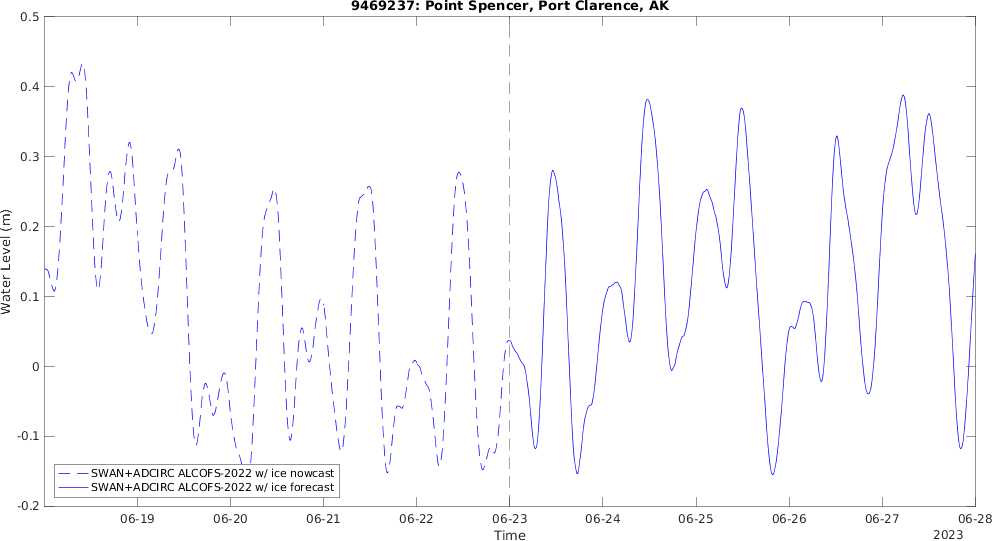 9469237: Point Spencer, Port Clarence, AK
0.5
0.4
0.3
0.2
0.1
0
-0.1
-0.2
Water Level (m)
SWAN+ADCIRC ALCOFS-2022 w/ ice nowcast
SWAN+ADCIRC ALCOFS-2022 w/ ice forecast
06-19 06-20 06-21 06-22 06-23 06-24 06-25 06-26 06-27 06-28
Time
2023